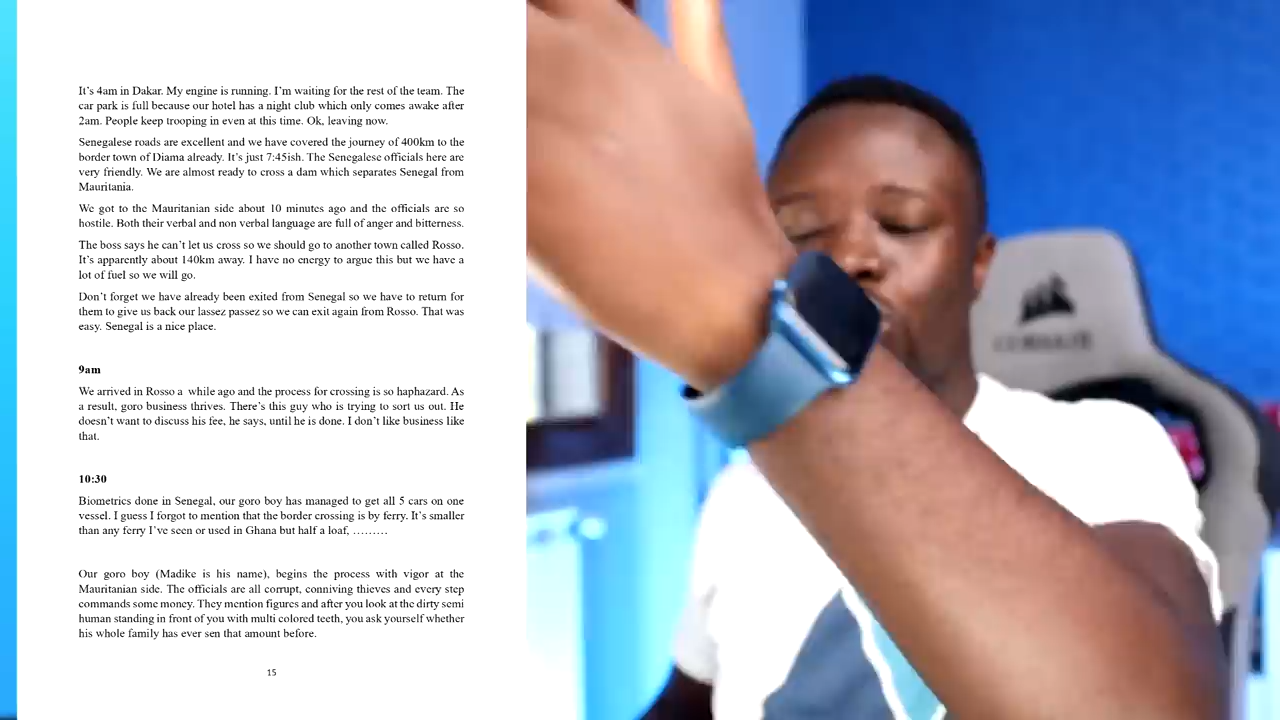 It's 4am in Dakar. My engine is running. I'm waiting for the rest of the team. The
car park is full because our hotel has a night club which only comes awake after
2am. People keep trooping in even at this time. Ok, leaving now.
Senegalese roads are excellent and we have covered the journey of 400km to the
border town of Diama already. It's just 7:45ish. The Senegalese officials here are
very friendly. We are almost ready to cross a dam which separates Senegal from
Mauritania.
We got to the Mauritanian side about 10 minutes ago and the officials are so
hostile. Both their verbal and non verbal language are full of anger and bitterness.
The boss says he can't let us cross so we should go to another town called Rosso.
It's apparently about 140km away. I have no energy to argue this but we have a
lot of fuel so we will go.
Don't forget we have already been exited from Senegal so we have to return for
them to give us back our lassez passez so we can exit again from Rosso. That was
easy. Senegal is a nice place.
9am
We arrived in Rosso a while ago and the process for crossing is so haphazard. As
a result, goro business thrives. There's this guy who is trying to sort us out. He
doesn't want to discuss his fee, he says, until he is done. I don't like business like
that.
10:30
Biometrics done in Senegal, our goro boy has managed to get all 5 cars on one
vessel. I guess I forgot to mention that the border crossing is by ferry. It's smaller
than any ferry I've seen or used in Ghana but half a loaf, ………
Our goro boy (Madike is his name), begins the process with vigor at the
Mauritanian side. The officials are all corrupt, conniving thieves and every step
commands some money. They mention figures and after you look at the dirty semi
human standing in front of you with multi colored teeth, you ask yourself whether
his whole family has ever sen that amount before.
15
CORSAIR